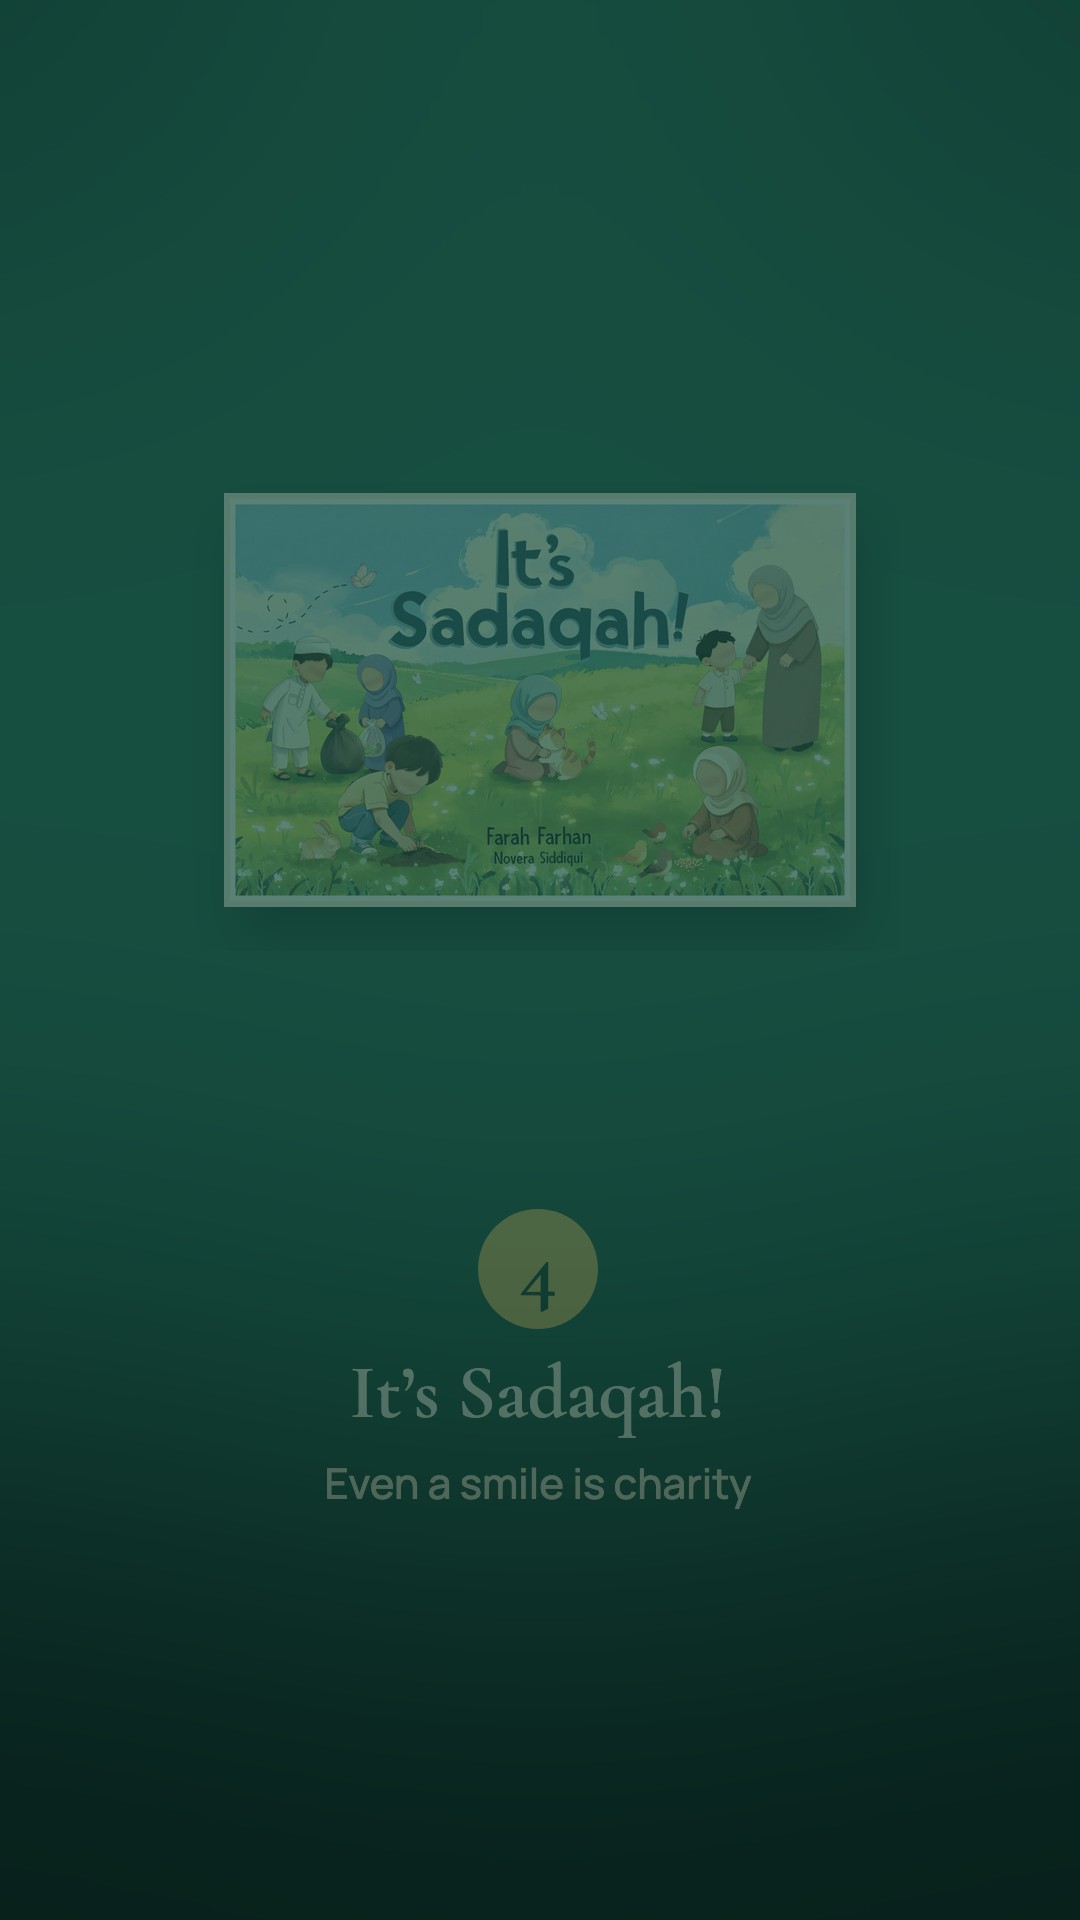 It’s
Sadaqah!
Farah Farhan
Novera Siddiqui
4
It’s Sadaqah!
Even a smile is charity